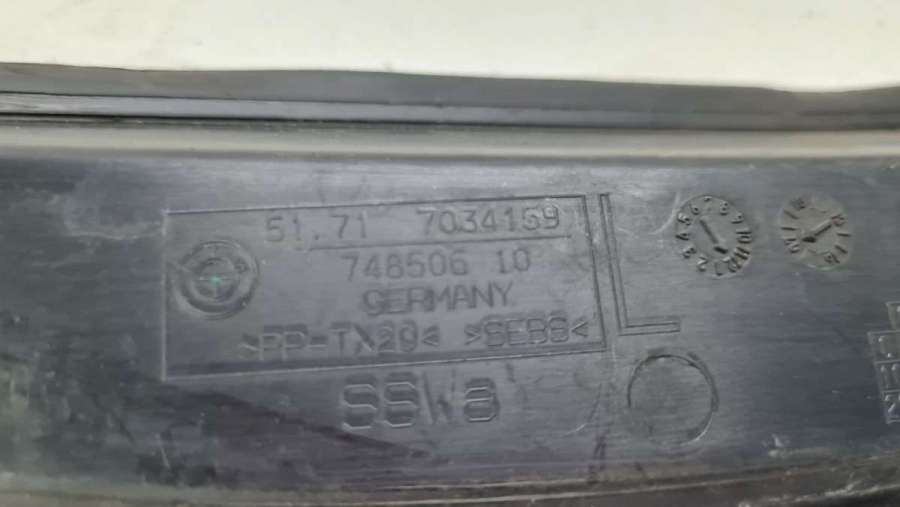 51.71 7034159
748506 10
GERMANY
>PP-TX20< >SEBS<
SSWa